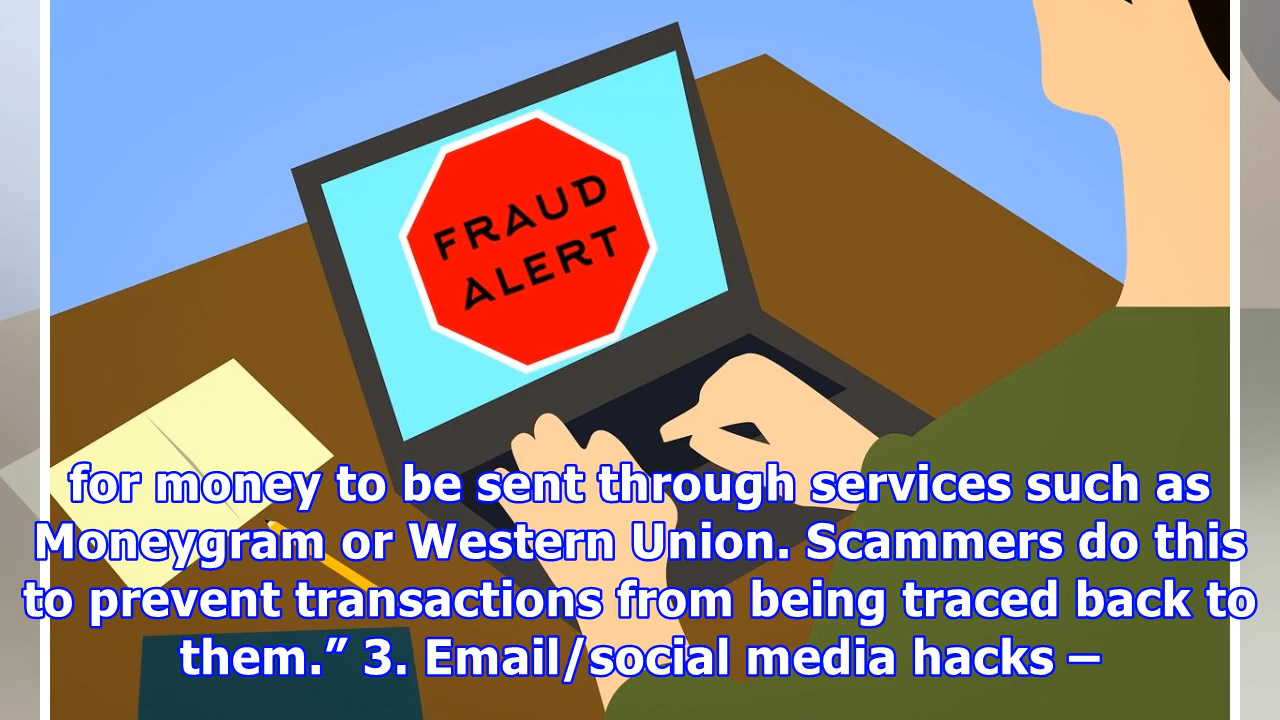 FRAUD
ALERT
for money to be sent through services such as
Moneygram or Western Union. Scammers do this
to prevent transactions from being traced back to
them.” 3. Email/social media hacks –